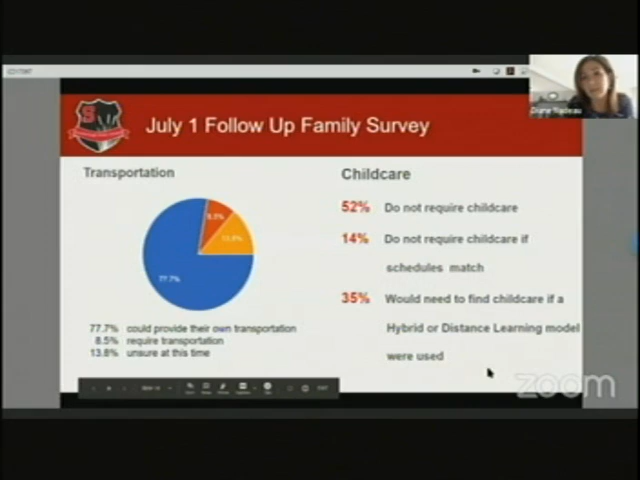 July 1 Follow Up Family Survey
Transportation
Childcare
8.5%
13.8%
77.7%
52% Do not require childcare
14% Do not require childcare if
schedules match
35% Would need to find childcare if a
Hybrid or Distance Learning model
were used
77.7% could provide their own transportation
8.5% require transportation
13.8% unsure at this time
zoom